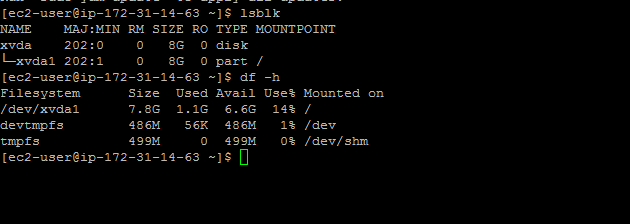 [ec2-user@ip-172-31-14-63 ~]$ lsblk
NAME    MAJ:MIN RM SIZE RO TYPE MOUNTPOINT
xvda    202:0    0   8G  0 disk
└─xvda1 202:1    0   8G  0 part /
[ec2-user@ip-172-31-14-63 ~]$ df -h
Filesystem      Size  Used Avail Use% Mounted on
/dev/xvda1      7.8G  1.1G  6.6G  14% /
devtmpfs        486M   56K  486M   1% /dev
tmpfs           499M     0  499M   0% /dev/shm
[ec2-user@ip-172-31-14-63 ~]$